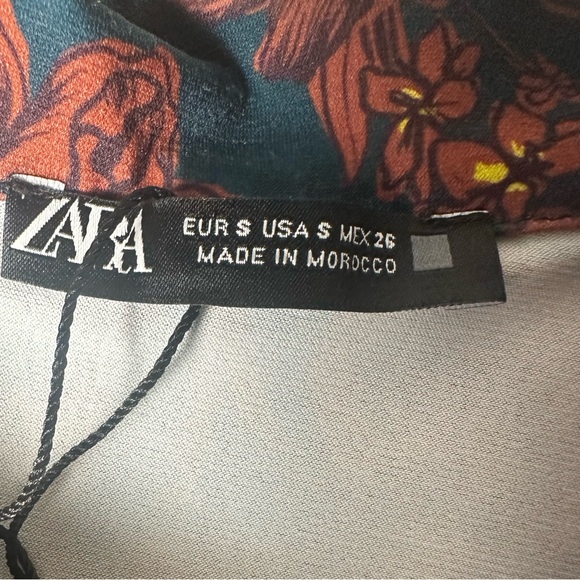 ZARA
EUR S USA S MEX 26
MADE IN MOROCCO